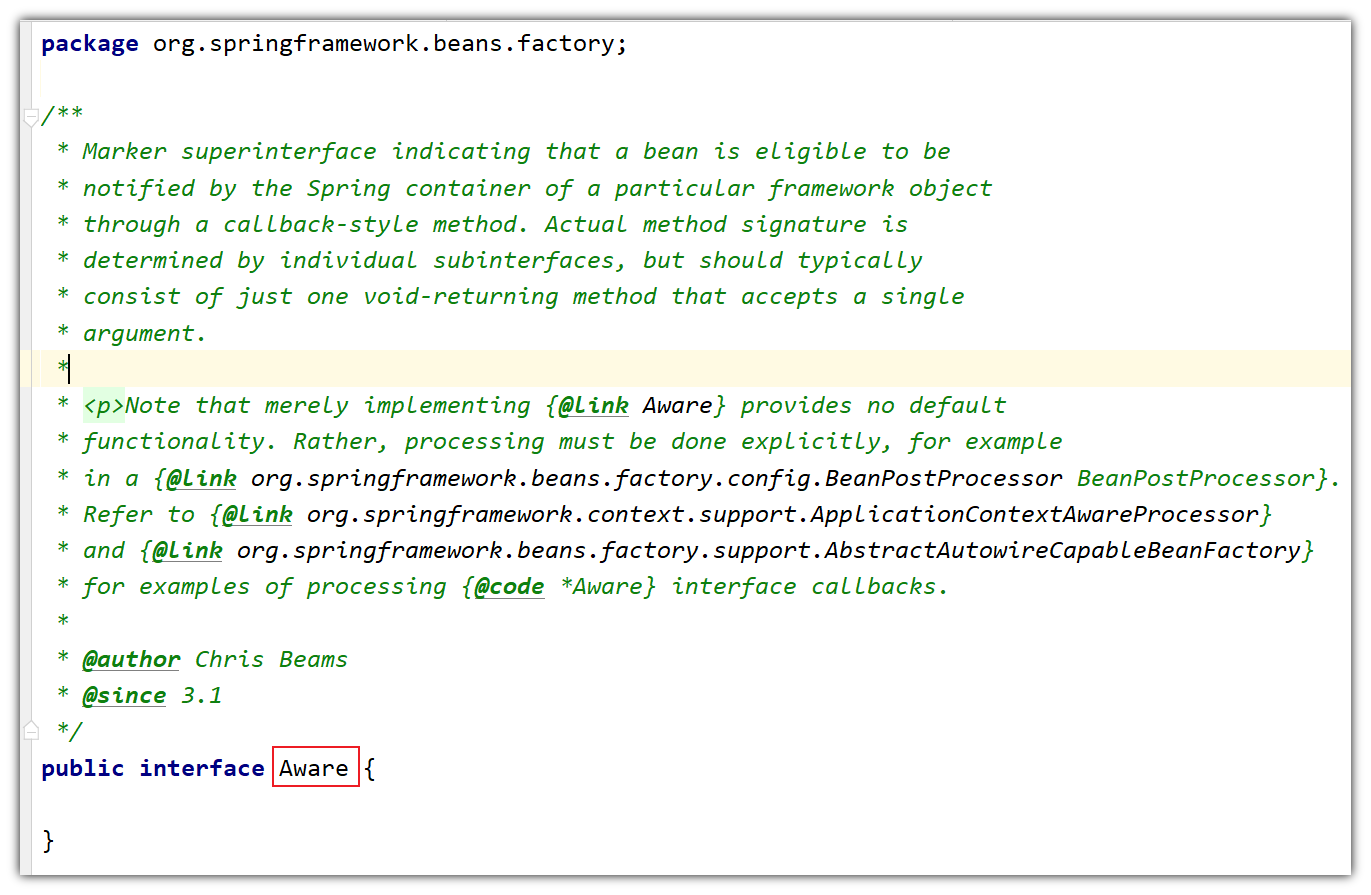 package org.springframework.beans.factory;
/**
* Marker superinterface indicating that a bean is eligible to be
* notified by the Spring container of a particular framework object
* through a callback-style method. Actual method signature is
* determined by individual subinterfaces, but should typically
* consist of just one void-returning method that accepts a single
* argument.
*
* <p>Note that merely implementing {@link Aware} provides no default
* functionality. Rather, processing must be done explicitly, for example
* in a {@link org.springframework.beans.factory.config.BeanPostProcessor BeanPostProcessor}.
* Refer to {@link org.springframework.context.support.ApplicationContextAwareProcessor}
* and {@link org.springframework.beans.factory.support.AbstractAutowireCapableBeanFactory}
* for examples of processing {@code *Aware} interface callbacks.
*
* @author Chris Beams
* @since 3.1
*/
public interface Aware {
}